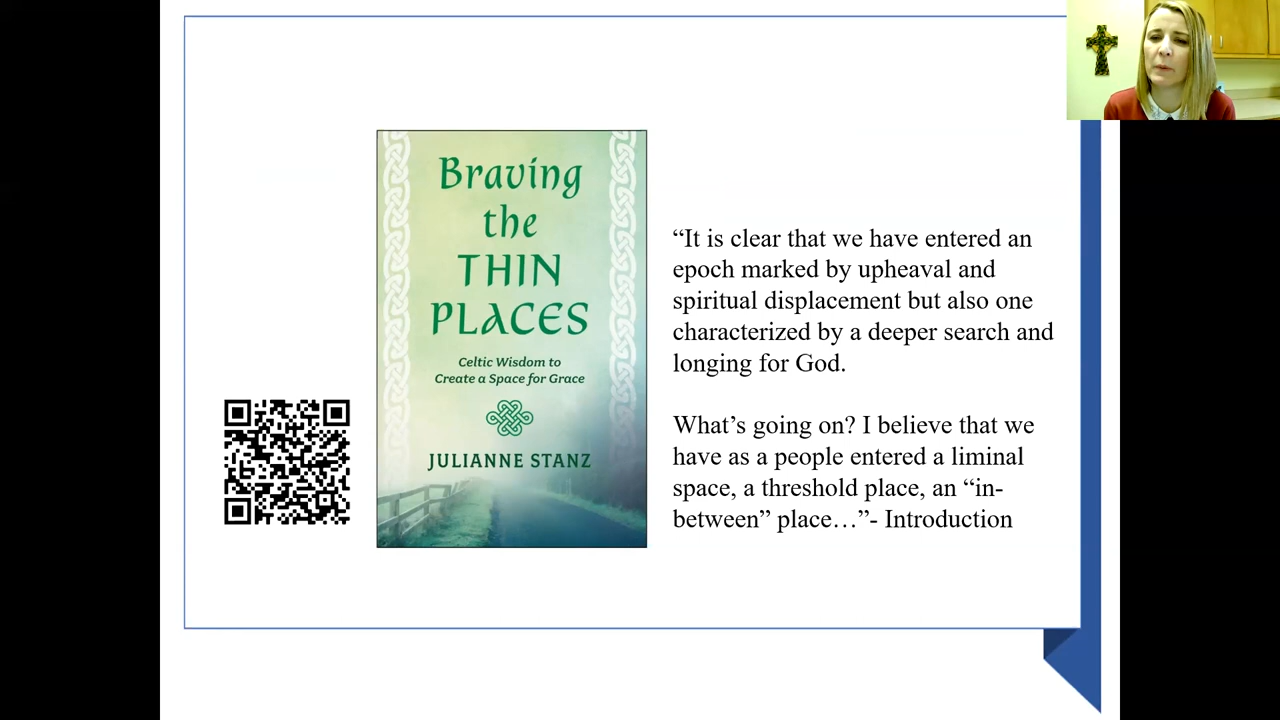 Braving
the
THIN
PLACES
Celtic Wisdom to
Create a Space for Grace
JULIANNE STANZ
“It is clear that we have entered an
epoch marked by upheaval and
spiritual displacement but also one
characterized by a deeper search and
longing for God.
What’s going on? I believe that we
have as a people entered a liminal
space, a threshold place, an “in-
between” place…”- Introduction